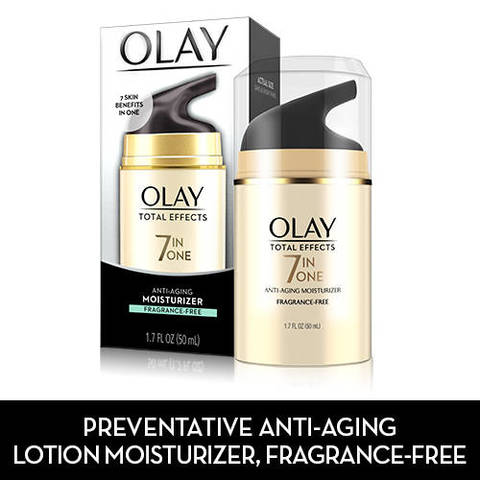 OLAY
7 SKIN
BENEFITS
IN ONE
OLAY
TOTAL EFFECTS
7 IN
ONE
ANTI-AGING
MOISTURIZER
FRAGRANCE-FREE
1.7 FL OZ (50 mL)
ACTUAL SIZE
OLAY
TOTAL EFFECTS
7 IN
ONE
ANTI-AGING MOISTURIZER
FRAGRANCE-FREE
1.7 FL OZ (50 mL)
PREVENTATIVE ANTI-AGING
LOTION MOISTURIZER, FRAGRANCE-FREE